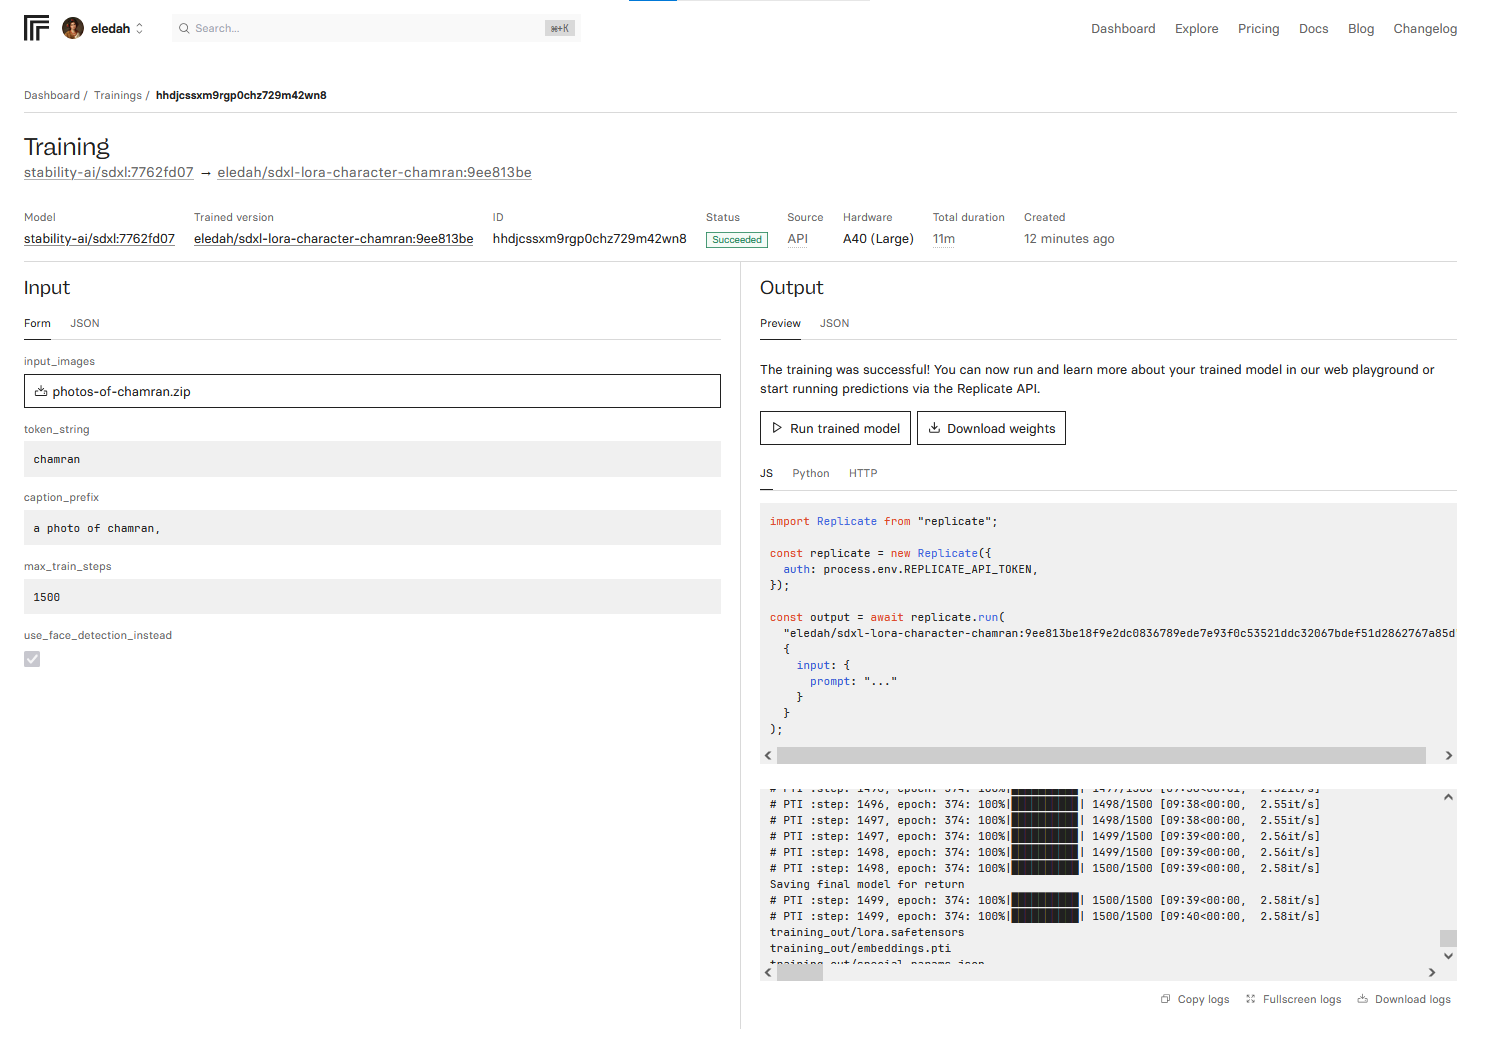 eledah
Search...
⌘+K
Dashboard
Explore
Pricing
Docs
Blog
Changelog
Dashboard / Trainings / hhdjcssxm9rgp0chz729m42wn8
Training
stability-ai/sdxl:7762fd07 → eledah/sdxl-lora-character-chamran:9ee813be
Model
Trained version
ID
Status
Source
Hardware
Total duration
Created
stability-ai/sdxl:7762fd07
eledah/sdxl-lora-character-chamran:9ee813be
hhdjcssxm9rgp0chz729m42wn8
Succeeded
API
A40 (Large)
11m
12 minutes ago
Input
Form
JSON
input_images
photos-of-chamran.zip
token_string
chamran
caption_prefix
a photo of chamran,
max_train_steps
1500
use_face_detection_instead
Output
Preview
JSON
The training was successful! You can now run and learn more about your trained model in our web playground or
start running predictions via the Replicate API.
Run trained model
Download weights
JS
Python
HTTP
import Replicate from "replicate";
const replicate = new Replicate({
auth: process.env.REPLICATE_API_TOKEN,
});
const output = await replicate.run(
"eledah/sdxl-lora-character-chamran:9ee813be18f9e2dc0836789ede7e93f0c53521ddc32067bdef51d2862767a85d
{
input: {
prompt: "..."
}
}
);
# PTI :step: 1496, epoch: 374: 100%|██████████| 1498/1500 [09:38<00:00, 2.55it/s]
# PTI :step: 1497, epoch: 374: 100%|██████████| 1498/1500 [09:38<00:00, 2.55it/s]
# PTI :step: 1497, epoch: 374: 100%|██████████| 1499/1500 [09:39<00:00, 2.56it/s]
# PTI :step: 1498, epoch: 374: 100%|██████████| 1499/1500 [09:39<00:00, 2.56it/s]
# PTI :step: 1498, epoch: 374: 100%|██████████| 1500/1500 [09:39<00:00, 2.58it/s]
Saving final model for return
# PTI :step: 1499, epoch: 374: 100%|██████████| 1500/1500 [09:39<00:00, 2.58it/s]
# PTI :step: 1499, epoch: 374: 100%|██████████| 1500/1500 [09:40<00:00, 2.58it/s]
training_out/lora.safetensors
training_out/embeddings.pti
training_out/special_params.json
Copy logs
Fullscreen logs
Download logs